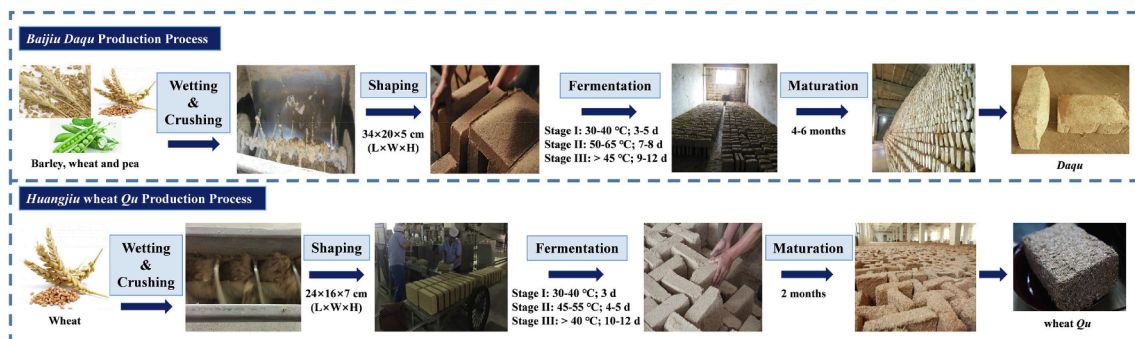 Baijiu Daqu Production Process
Wetting
&
Crushing
Shaping
Fermentation
Maturation
34×20×5 cm
(L×W×H)
Stage I: 30-40 ℃; 3-5 d
Stage II: 50-65 ℃; 7-8 d
Stage III: > 45 ℃; 9-12 d
4-6 months
Barley, wheat and pea
Daqu
Huangjiu wheat Qu Production Process
Wetting
&
Crushing
Shaping
Fermentation
Maturation
24×16×7 cm
(L×W×H)
Stage I: 30-40 ℃; 3 d
Stage II: 45-55 ℃; 4-5 d
Stage III: > 40 ℃; 10-12 d
2 months
Wheat
wheat Qu